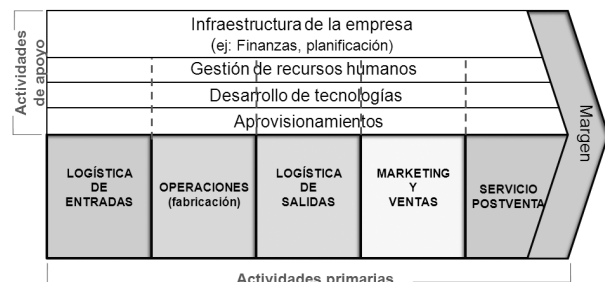 Actividades
de apoyo
Infraestructura de la empresa
(ej: Finanzas, planificación)
Gestión de recursos humanos
Desarrollo de tecnologías
Aprovisionamientos
Margen
LOGÍSTICA
DE
ENTRADAS
OPERACIONES
(fabricación)
LOGÍSTICA
DE
SALIDAS
MARKETING
Y
VENTAS
SERVICIO
POSTVENTA
Actividades primarias